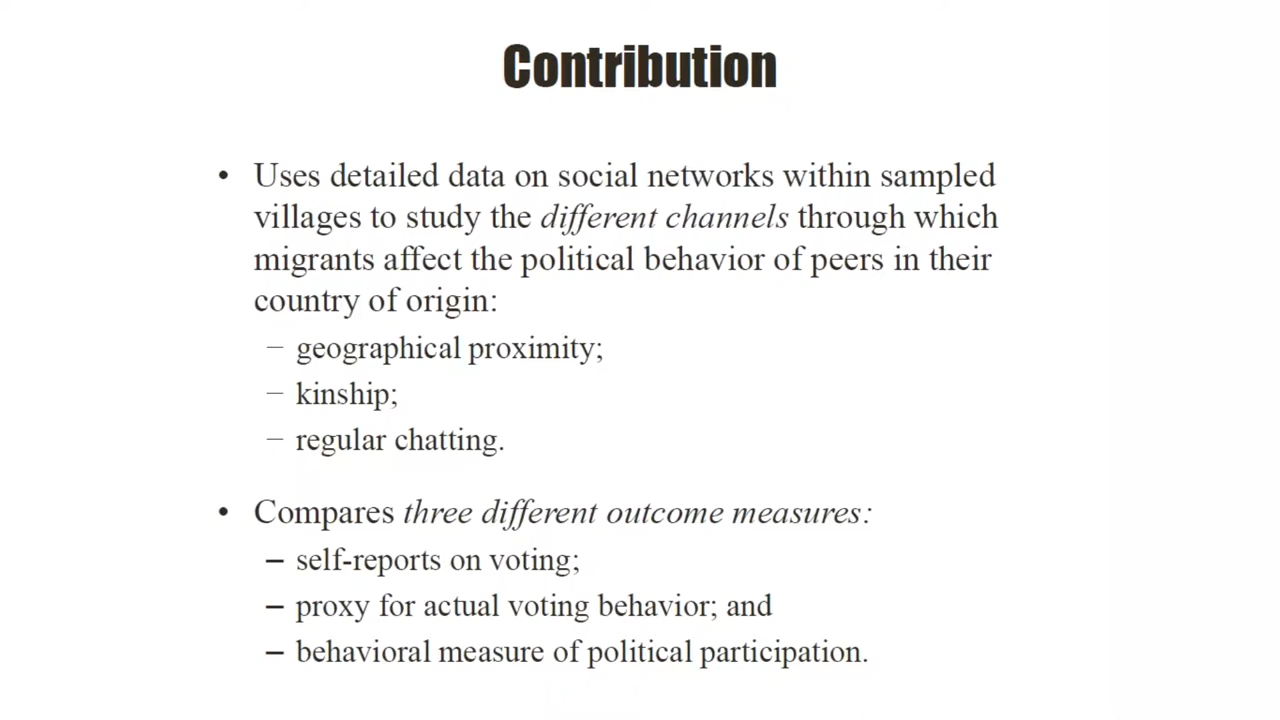 Contribution
• Uses detailed data on social networks within sampled
villages to study the different channels through which
migrants affect the political behavior of peers in their
country of origin:
– geographical proximity;
– kinship;
– regular chatting.
• Compares three different outcome measures:
– self-reports on voting;
– proxy for actual voting behavior; and
– behavioral measure of political participation.